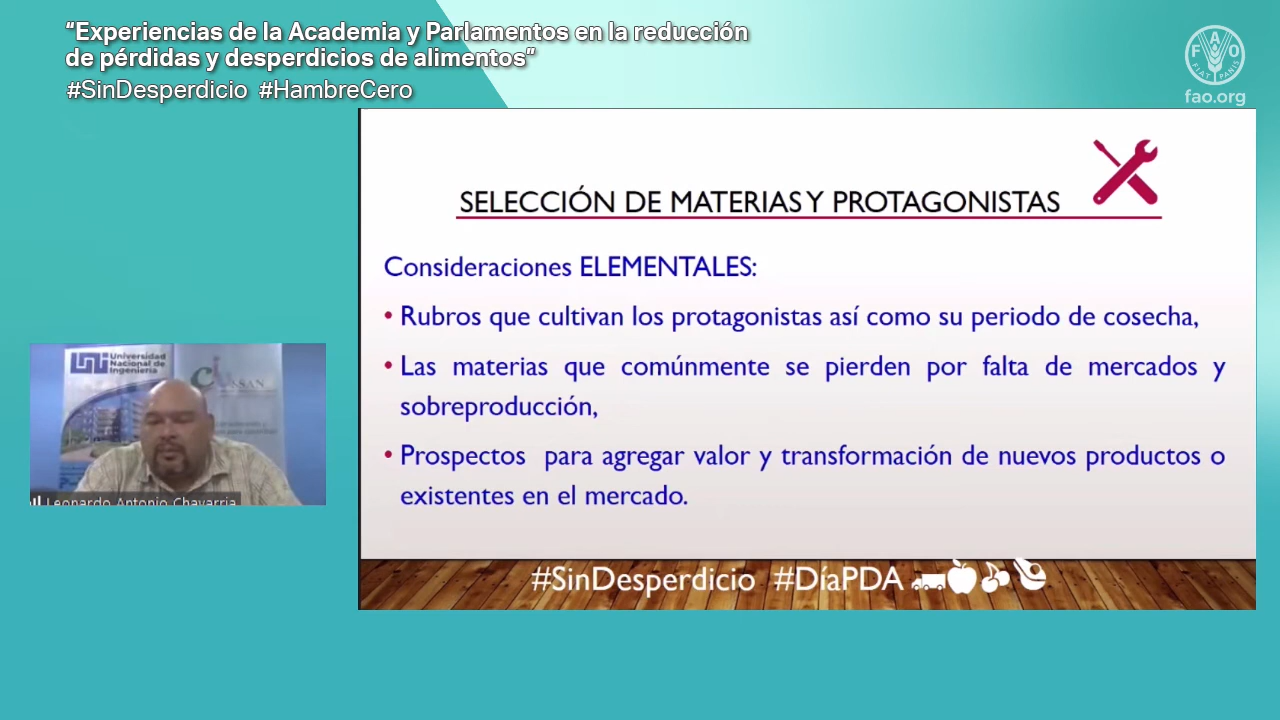 “Experiencias de la Academia y Parlamentos en la reducción
de pérdidas y desperdicios de alimentos”
#SinDesperdicio #HambreCero
FAO
FIAT PANIS
fao.org
SELECCIÓN DE MATERIAS Y PROTAGONISTAS
Consideraciones ELEMENTALES:
• Rubros que cultivan los protagonistas así como su periodo de cosecha,
• Las materias que comúnmente se pierden por falta de mercados y
sobreproducción,
• Prospectos para agregar valor y transformación de nuevos productos o
existentes en el mercado.
Universidad
Nacional de
Ingeniería
Leonardo Antonio Chavarria
#SinDesperdicio #DíaPDA